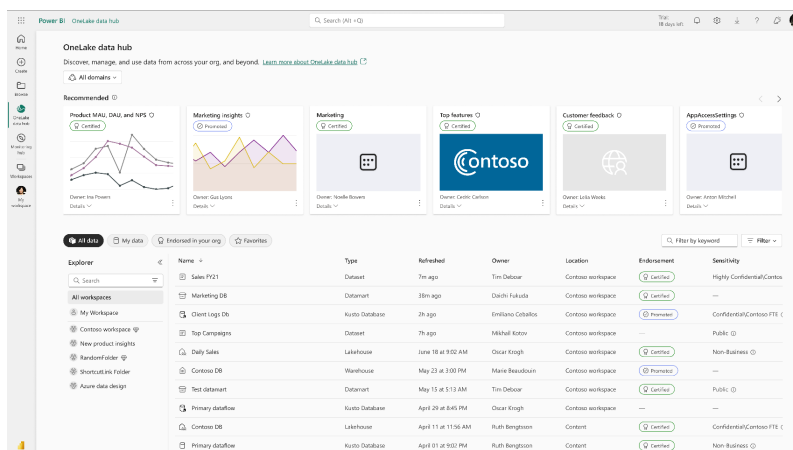 Power BI OneLake data hub
Search (Alt +Q)
Trial:
18 days left
Home
Create
Browse
OneLake
data hub
Monitoring
hub
Workspaces
My
workspace
OneLake data hub
Discover, manage, and use data from across your org, and beyond. Learn more about OneLake data hub
All domains
Recommended
Product MAU, DAU, and NPS
Certified
Owner: Ina Powers
Details
Marketing insights
Promoted
Owner: Gus Lyons
Details
Marketing
Certified
Owner: Noelle Bowers
Details
Top features
Certified
Contoso
Owner: Cedric Carlson
Details
Customer feedback
Certified
Owner: Lelia Weeks
Details
AppAccessSettings
Promoted
Owner: Anton Mitchell
Details
All data My data Endorsed in your org Favorites
Filter by keyword Filter
Explorer
Search
All workspaces
My Workspace
Contoso workspace
New product insights
RandomFolder
ShortcutLink Folder
Azure data design
Name Type Refreshed Owner Location Endorsement Sensitivity
Sales FY21 Dataset 7m ago Tim Deboar Contoso workspace Certified Highly Confidential\Contos
Marketing DB Datamart 38m ago Daichi Fukuda Contoso workspace Certified —
Client Logs Db Kusto Database 2h ago Emiliano Ceballos Contoso workspace Promoted Confidential\Contoso FTE
Top Campaigns Dataset 7h ago Mikhail Kotov Contoso workspace — Public
Daily Sales Lakehouse June 18 at 9:02 AM Oscar Krogh Contoso workspace Certified Non-Business
Contoso DB Warehouse May 23 at 3:00 PM Marie Beaudouin Contoso workspace Promoted —
Test datamart Datamart May 15 at 5:13 AM Tim Deboar Contoso workspace Certified Public
Primary dataflow Kusto Database April 29 at 8:45 PM Oscar Krogh Contoso workspace — —
Contoso DB Lakehouse April 11 at 11:56 AM Ruth Bengtsson Content Certified Confidential\Contoso FTE
Primary dataflow Kusto Database April 01 at 9:02 PM Ruth Bengtsson Content Certified Non-Business